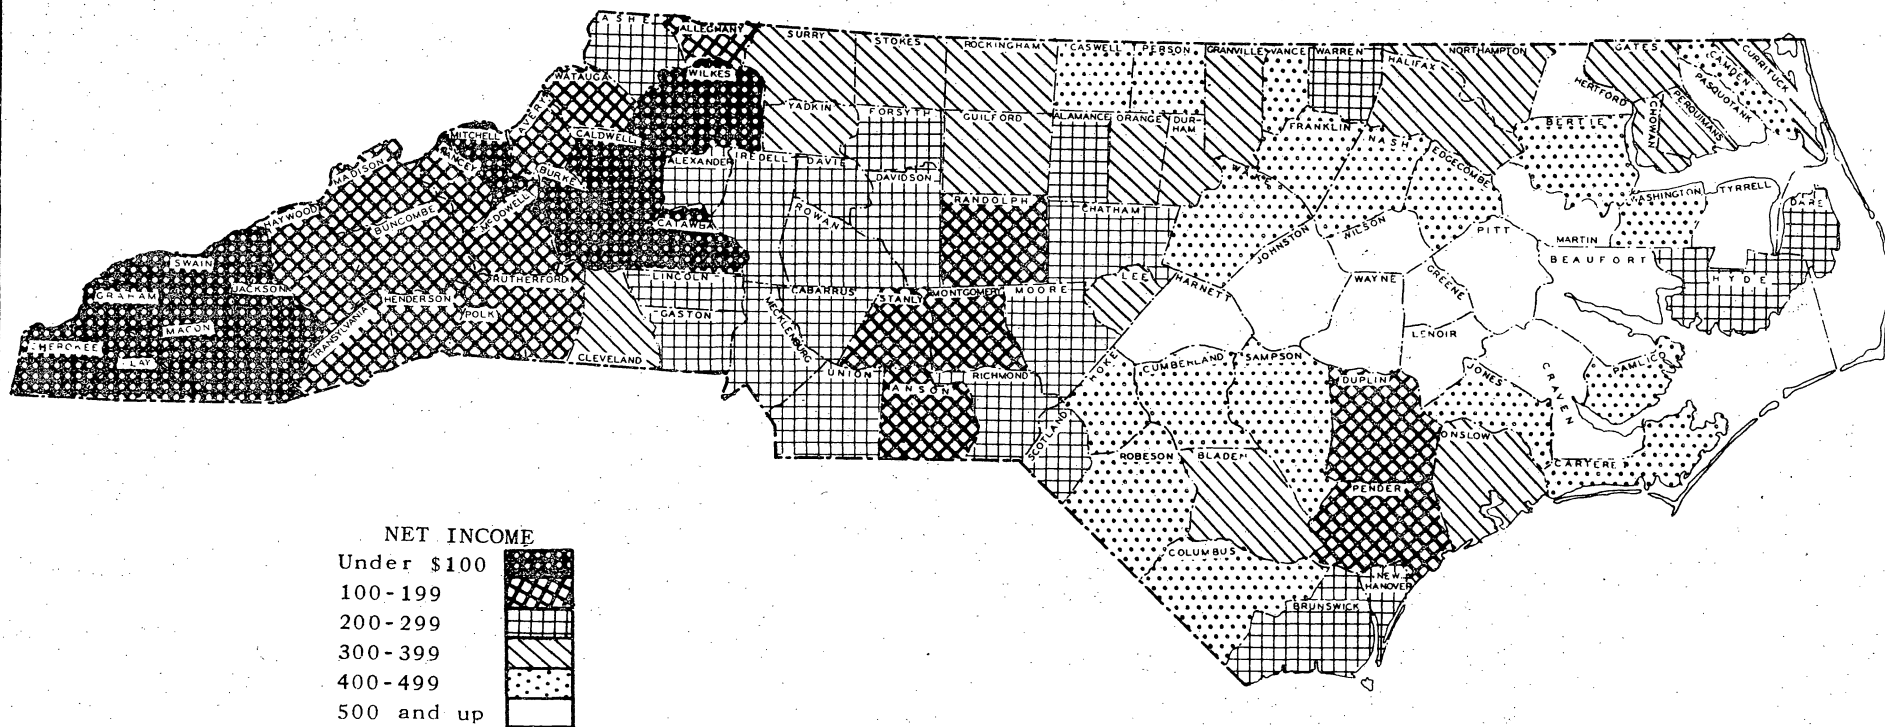 ASHE
ALLEGHANY
SURRY
STOKES
ROCKINGHAM
CASWELL
PERSON
GRANVILLE
VANCE
WARREN
NORTHAMPTON
GATES
CURRITUCK
CAMDEN
PASQUOTANK
PERQUIMANS
CHOWAN
HERTFORD
HALIFAX
WATAUGA
WILKES
YADKIN
FORSYTH
GUILFORD
ALAMANCE
ORANGE
DUR-
HAM
FRANKLIN
NASH
EDGECOMBE
BERTIE
AVERY
MITCHELL
CALDWELL
YANCEY
MADISON
ALEXANDER
IREDELL
DAVIE
DAVIDSON
BURKE
WAKE
RANDOLPH
CHATHAM
WASHINGTON
TYRRELL
DARE
HAYWOOD
BUNCOMBE
MCDOWELL
CATAWBA
ROWAN
JOHNSTON
WILSON
PITT
MARTIN
BEAUFORT
SWAIN
RUTHERFORD
LINCOLN
LEE
HARNETT
WAYNE
GREENE
HYDE
GRAHAM
JACKSON
HENDERSON
POLK
CABARRUS
STANLY
MONTGOMERY
MOORE
MACON
TRANSYLVANIA
GASTON
MECKLENBURG
LENOIR
CHEROKEE
CLAY
CLEVELAND
UNION
ANSON
RICHMOND
HOKE
CUMBERLAND
SAMPSON
DUPLIN
JONES
CRAVEN
PAMLICO
SCOTLAND
ROBESON
BLADEN
ONSLOW
CARTERET
PENDER
COLUMBUS
NEW
HANOVER
BRUNSWICK
NET INCOME
Under $100
100-199
200-299
300-399
400-499
500 and up